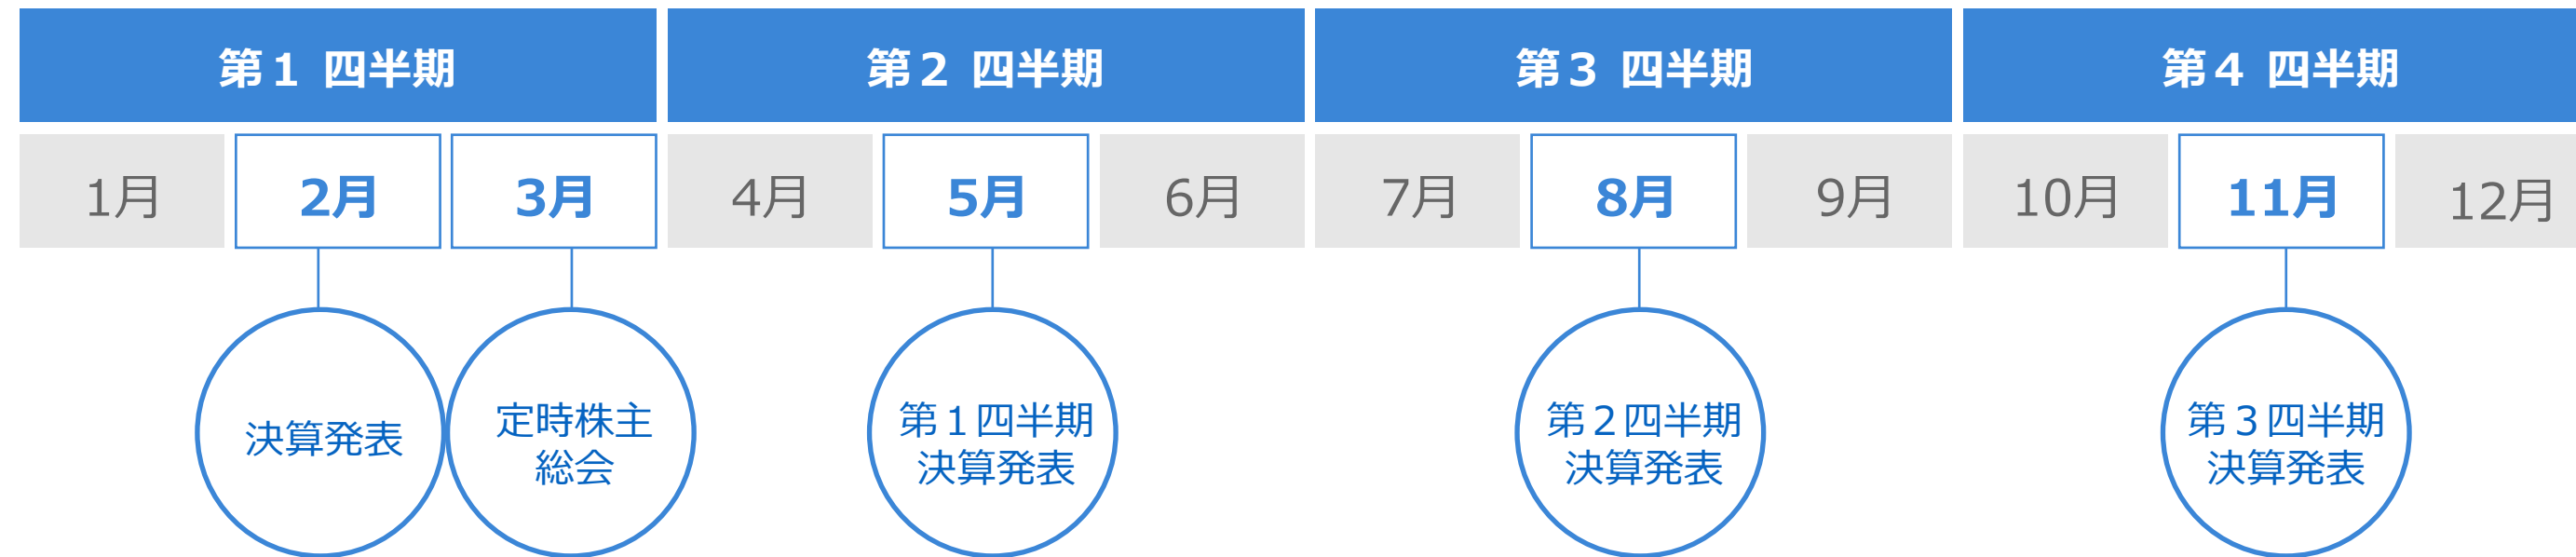 第１ 四半期
第２ 四半期
第３ 四半期
第４ 四半期
1月
2月
3月
4月
5月
6月
7月
8月
9月
10月
11月
12月
決算発表
定時株主
総会
第１四半期
決算発表
第２四半期
決算発表
第３四半期
決算発表